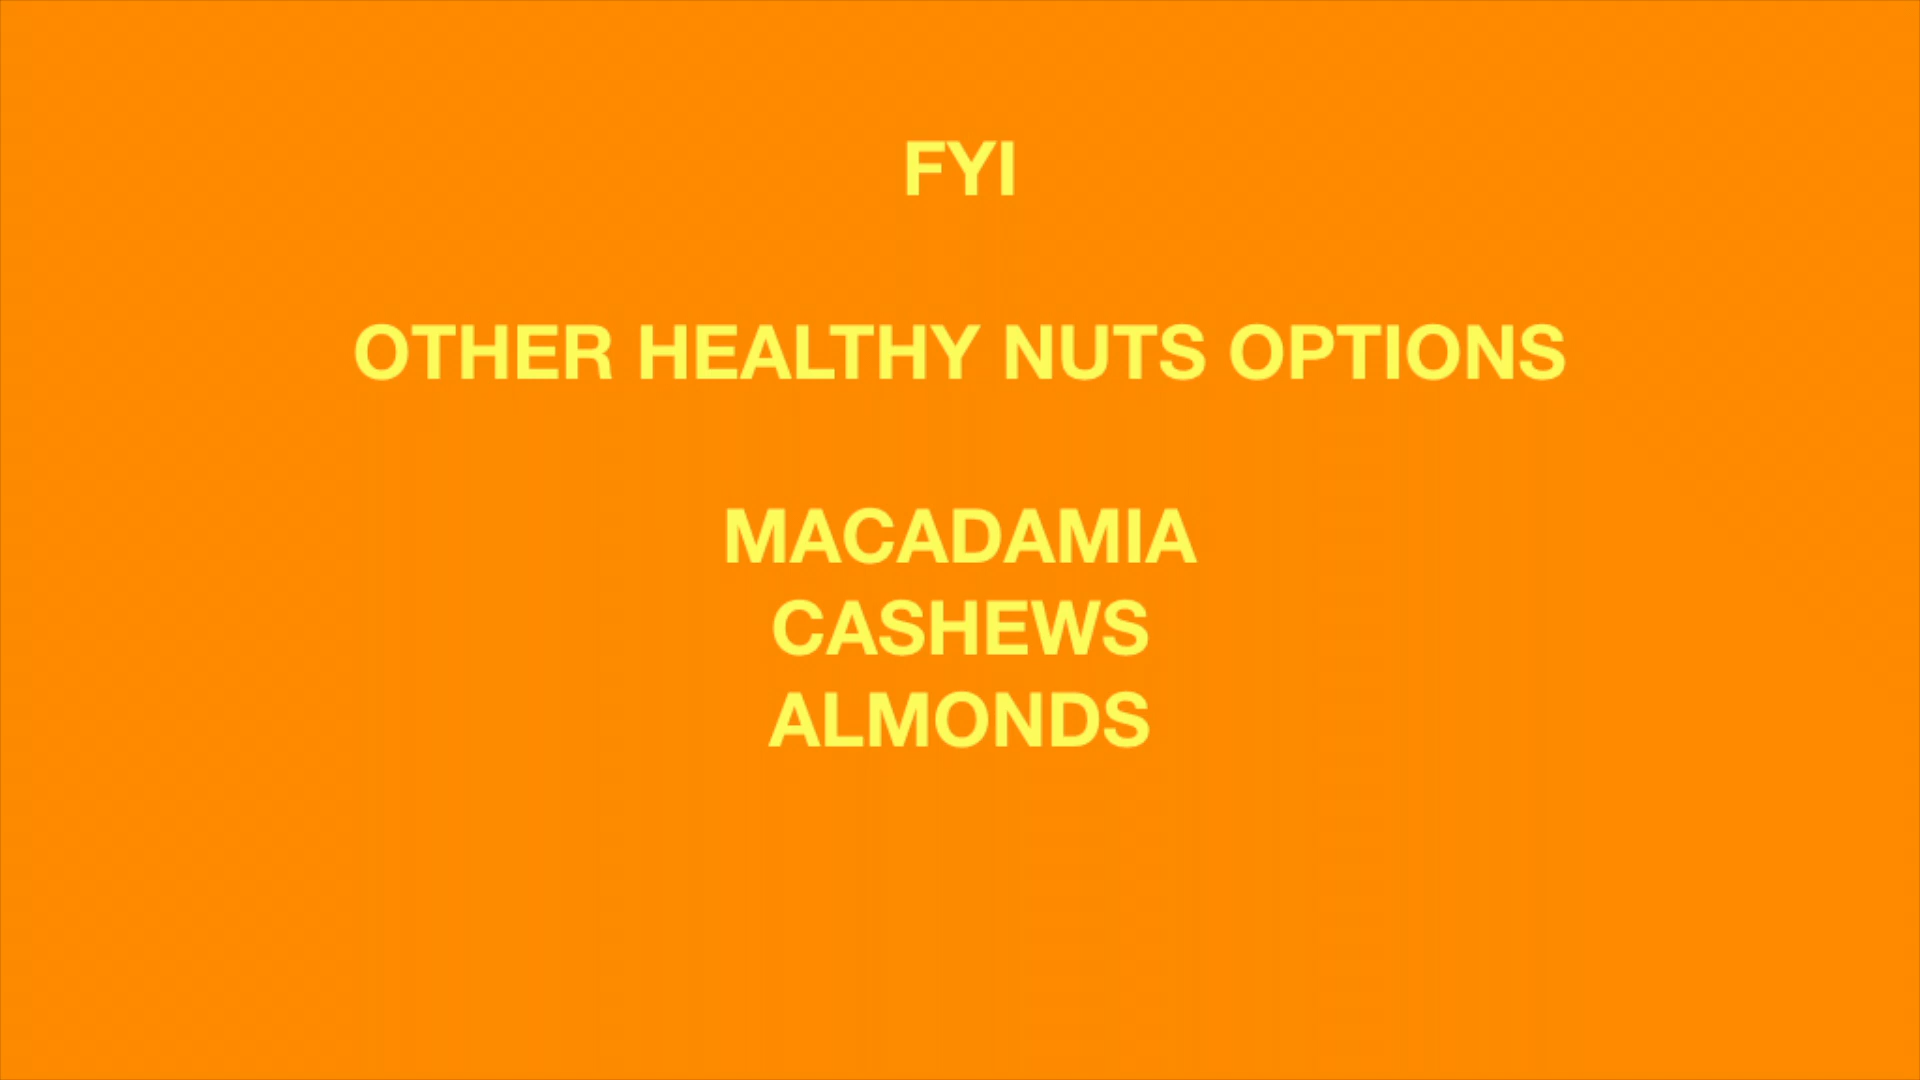 FYI
OTHER HEALTHY NUTS OPTIONS
MACADAMIA
CASHEWS
ALMONDS